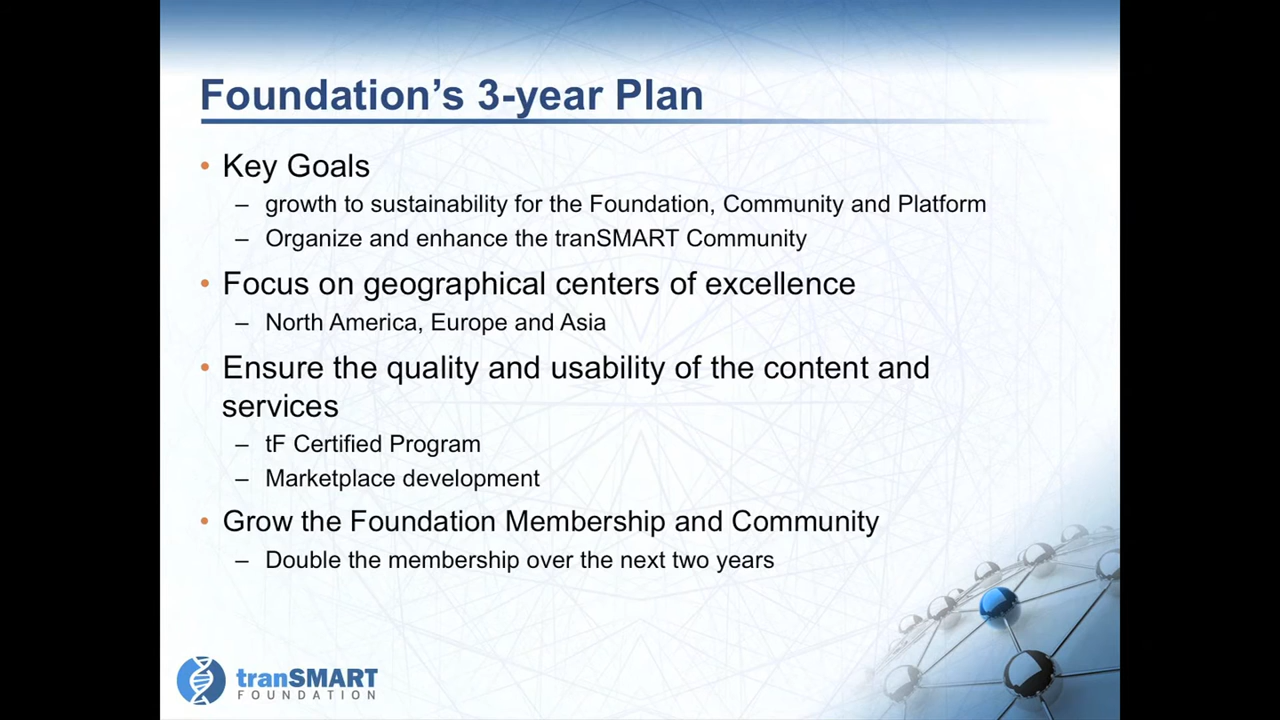 Foundation’s 3-year Plan
• Key Goals
– growth to sustainability for the Foundation, Community and Platform
– Organize and enhance the tranSMART Community
• Focus on geographical centers of excellence
– North America, Europe and Asia
• Ensure the quality and usability of the content and
services
– tF Certified Program
– Marketplace development
• Grow the Foundation Membership and Community
– Double the membership over the next two years
tranSMART
FOUNDATION